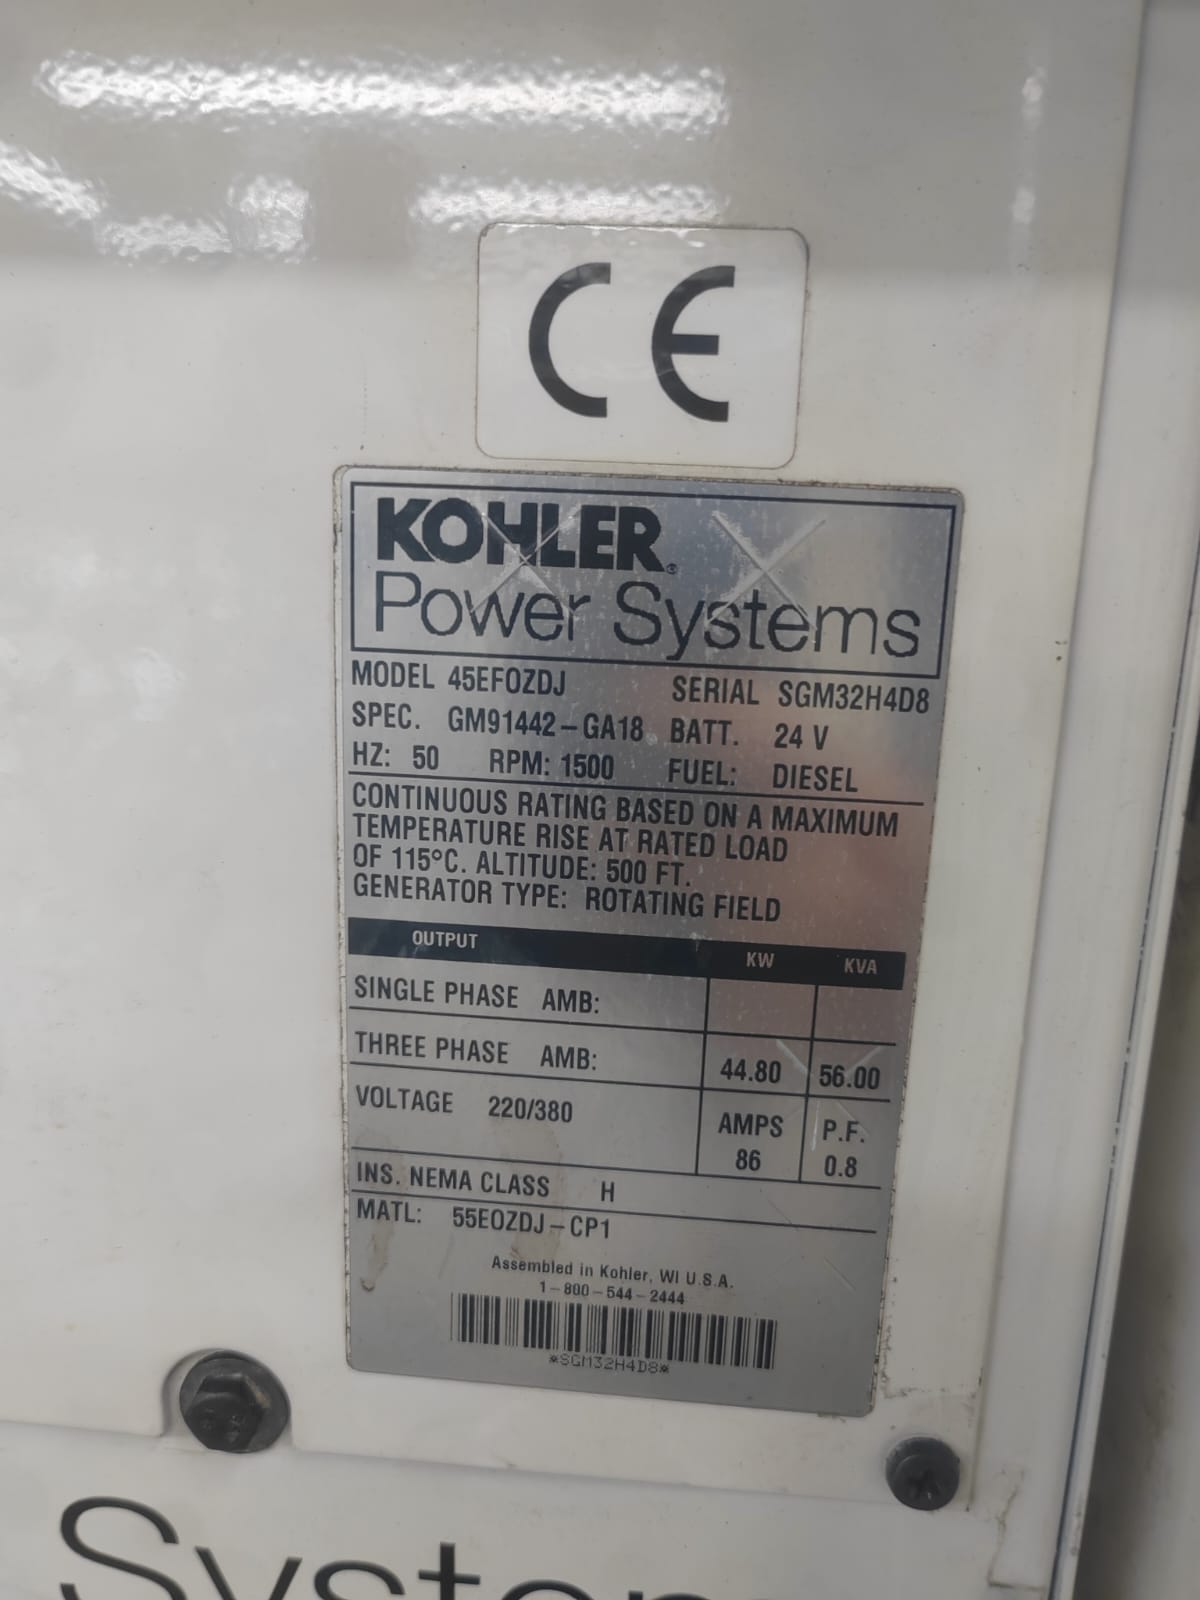 CE
KOHLER®
Power Systems
MODEL 45EFOZDJ SERIAL SGM32H4D8
SPEC. GM91442-GA18 BATT. 24 V
HZ: 50 RPM: 1500 FUEL: DIESEL
CONTINUOUS RATING BASED ON A MAXIMUM
TEMPERATURE RISE AT RATED LOAD
OF 115°C. ALTITUDE: 500 FT.
GENERATOR TYPE: ROTATING FIELD
OUTPUT KW KVA
SINGLE PHASE AMB:
THREE PHASE AMB: 44.80 56.00
VOLTAGE 220/380 AMPS P.F.
86 0.8
INS. NEMA CLASS H
MATL: 55EOZDJ-CP1
Assembled in Kohler, WI U.S.A.
1-800-544-2444
*SGM32H4D8*
Systems